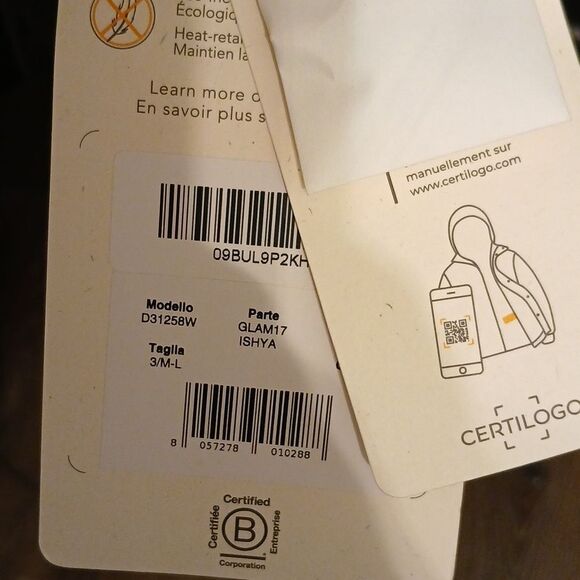 Écologiq
Heat-reta
Maintien la
Learn more o
En savoir plus s
09BUL9P2KH
Modello
D31258W
Parte
GLAM17
ISHYA
Taglia
3/M-L
8 057278 010288
Certified
Certifiée
B
Entreprise
Corporation
manuellement sur
www.certilogo.com
CERTILOGO